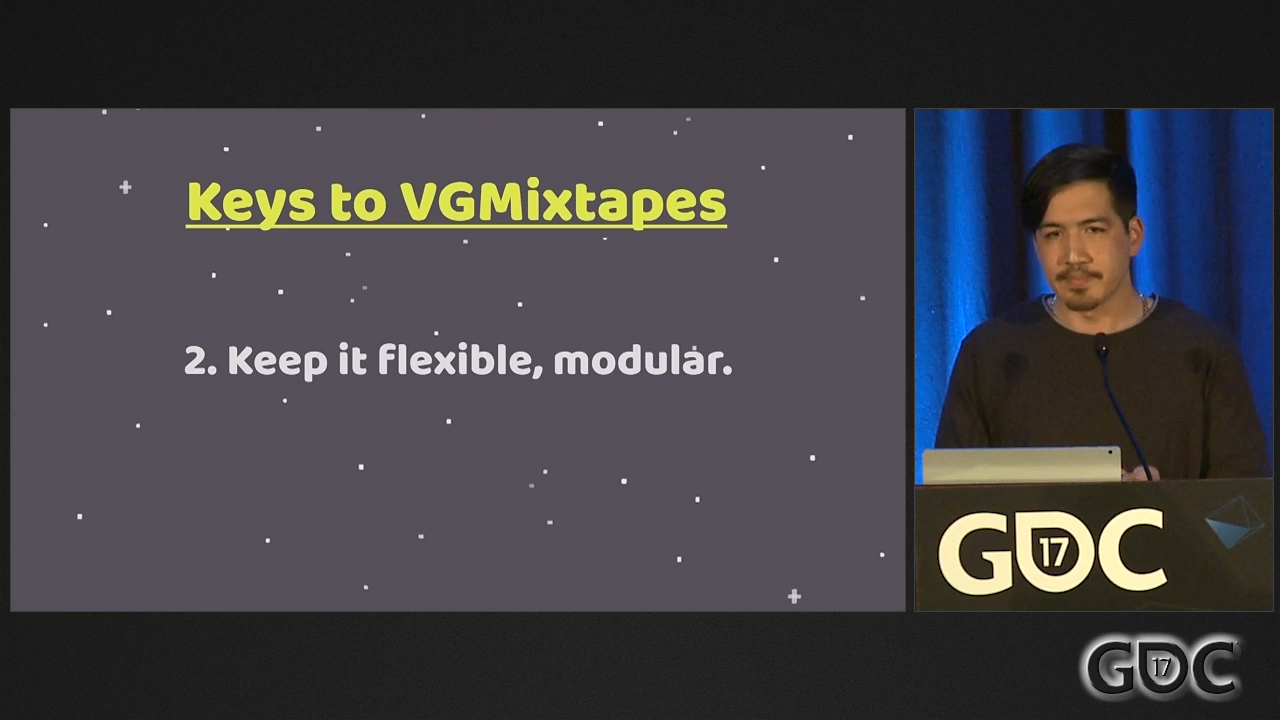 Keys to VGMixtapes
2. Keep it flexible, modular.
GDC
17
GDC
17